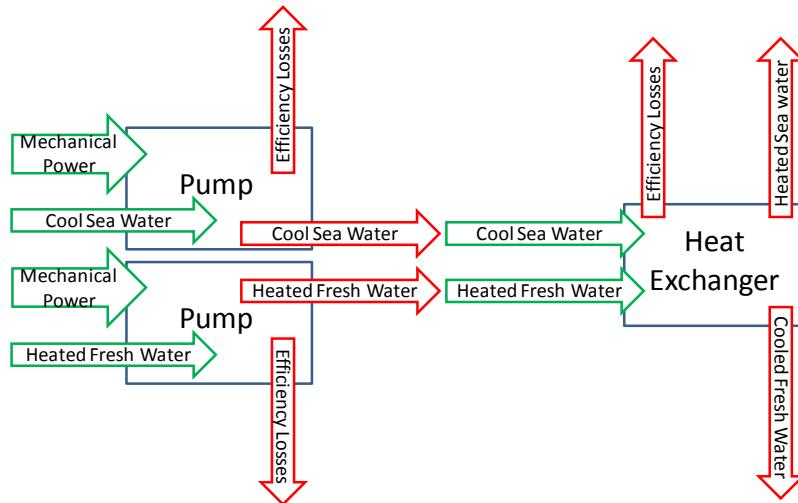 Efficiency Losses
Efficiency Losses
Heated Sea water
Mechanical
Power
Pump
Cool Sea Water
Cool Sea Water
Cool Sea Water
Heat
Exchanger
Mechanical
Power
Heated Fresh Water
Heated Fresh Water
Pump
Heated Fresh Water
Efficiency Losses
Cooled Fresh Water